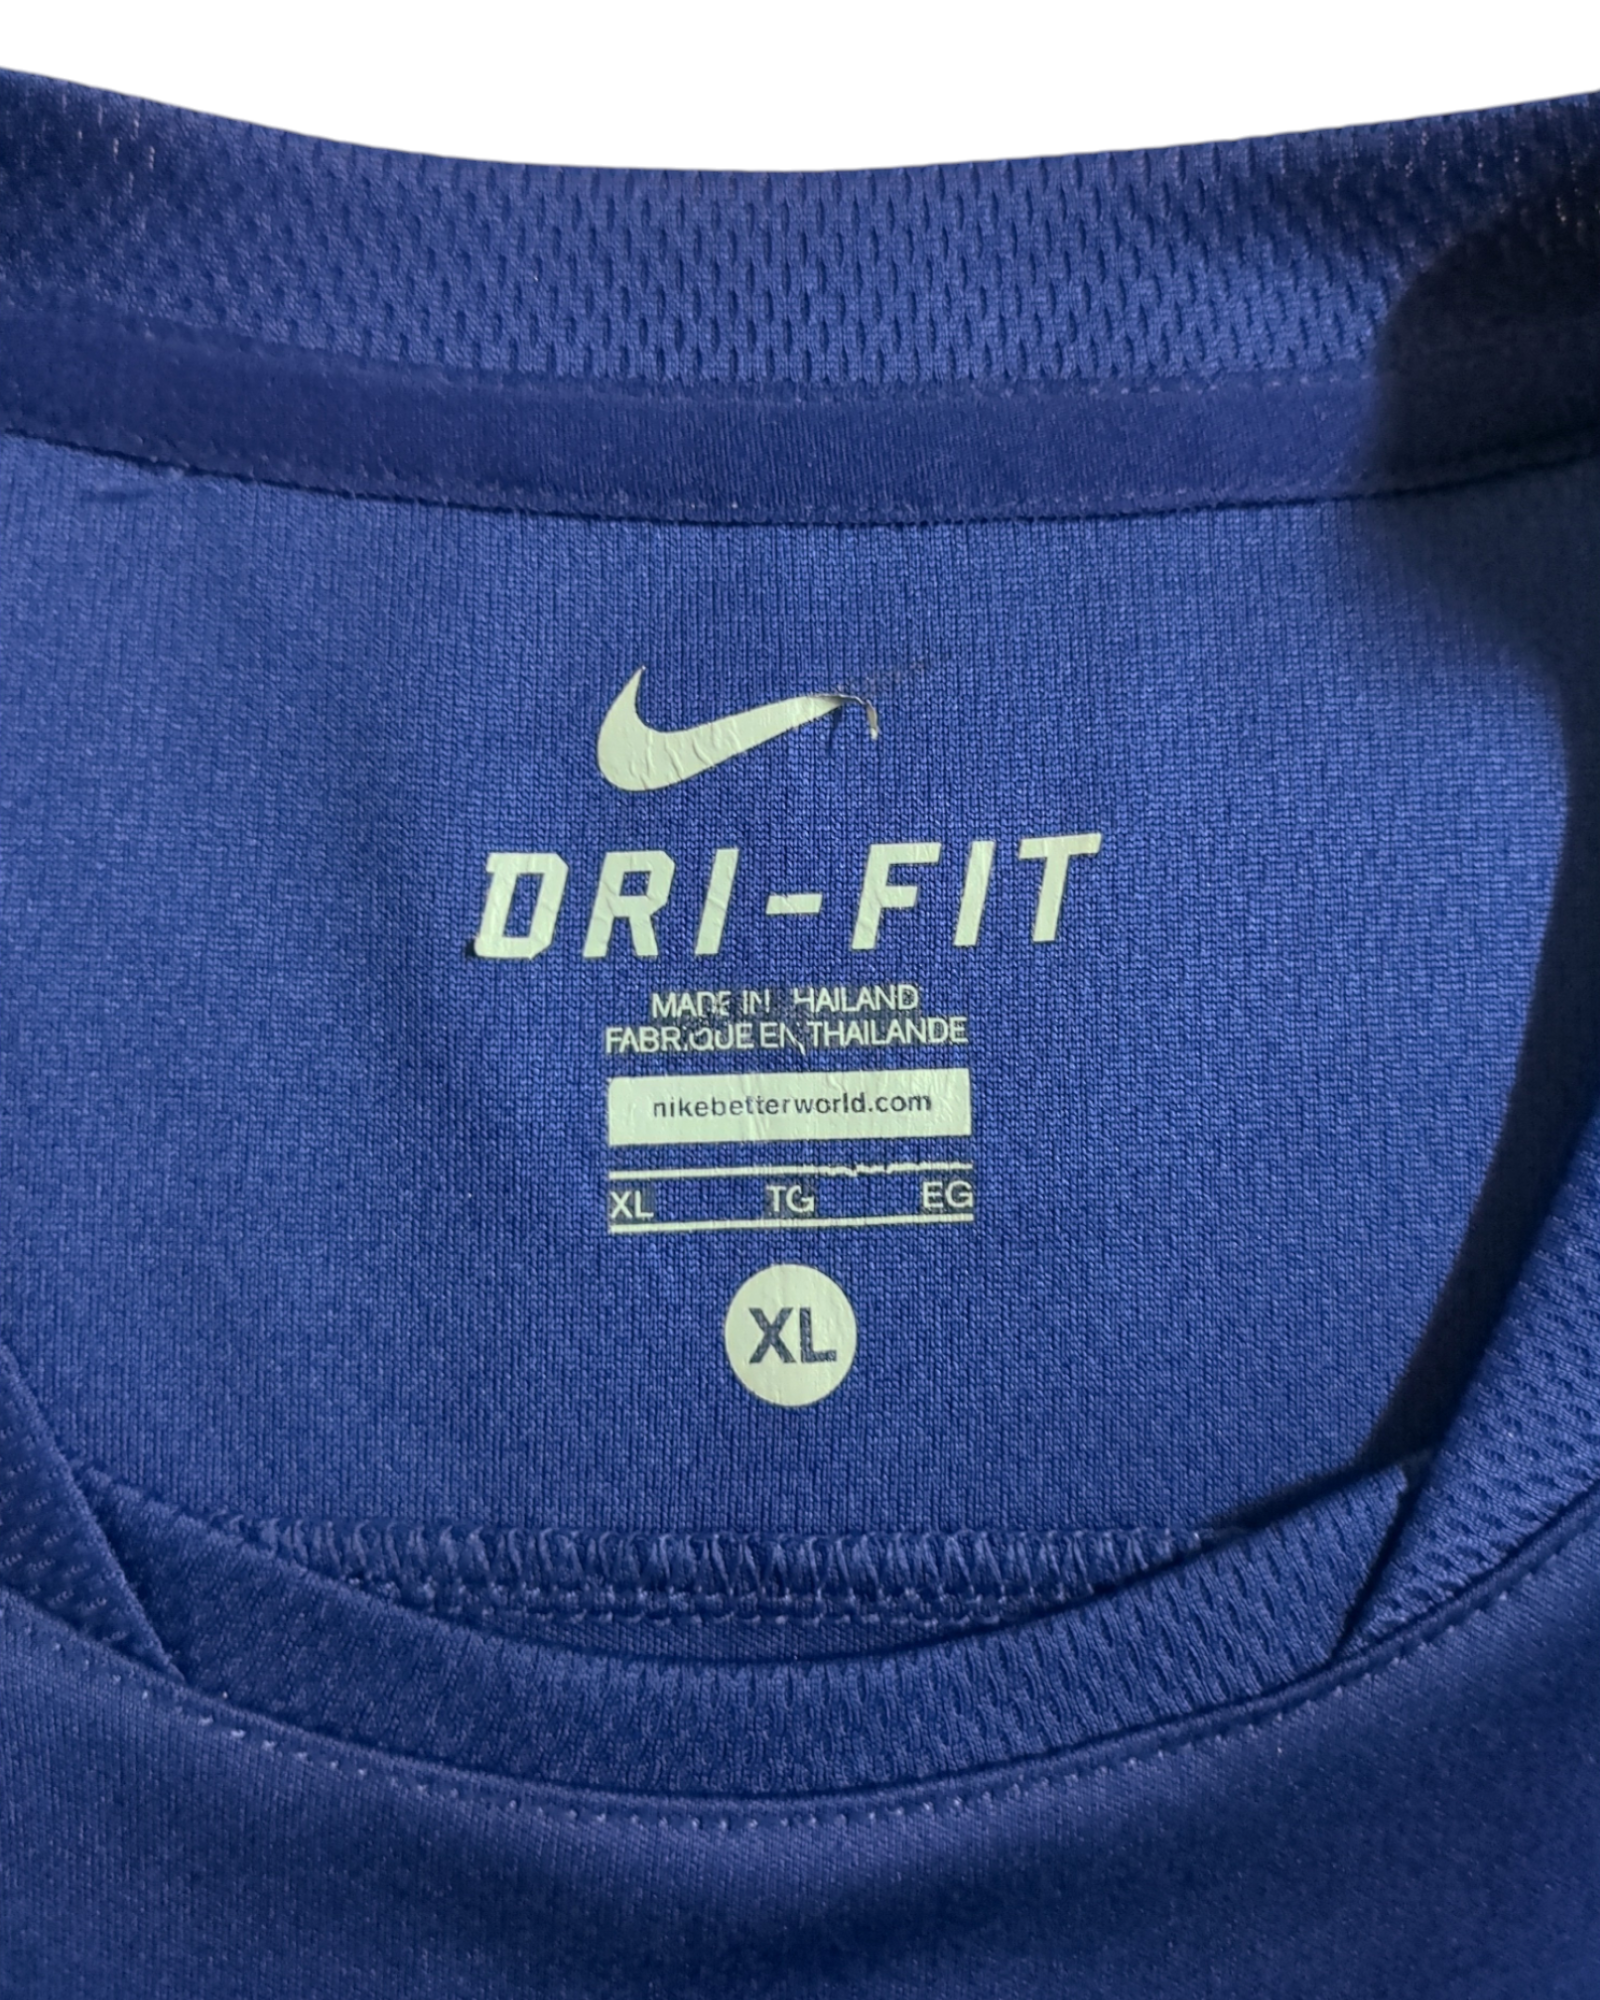 DRI-FIT
MADE IN THAILAND
FABRIQUE EN THAILANDE
nikebetterworld.com
XL TG EG
XL